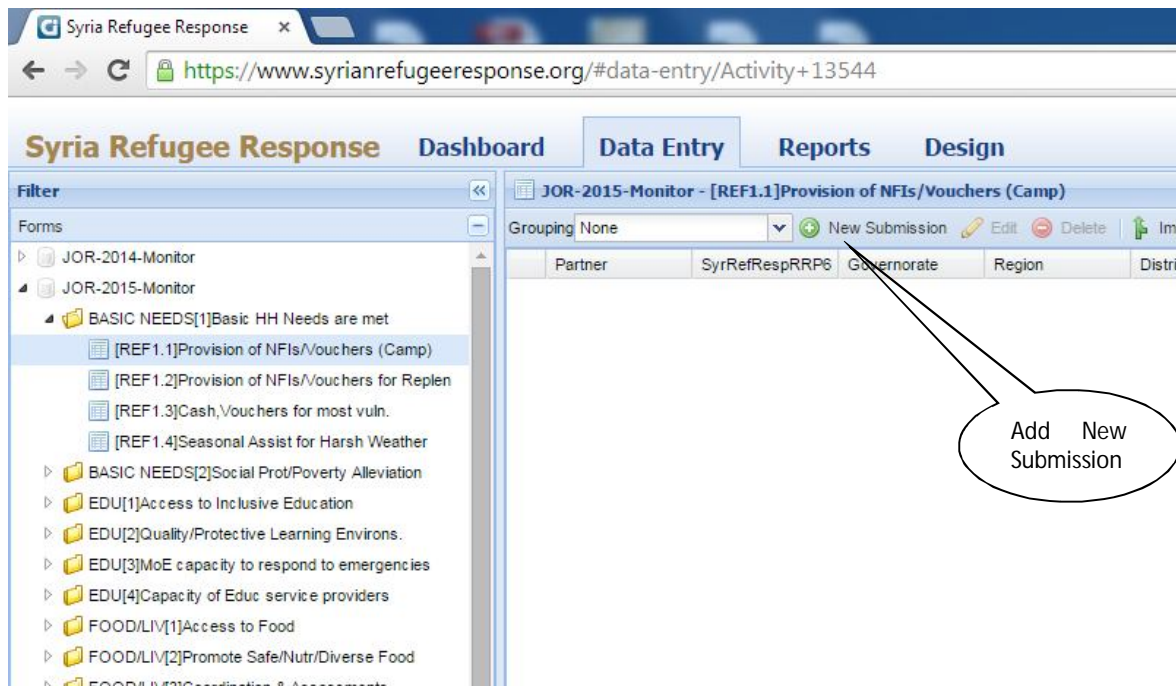 Syria Refugee Response
https://www.syrianrefugeeresponse.org/#data-entry/Activity+13544
Syria Refugee Response Dashboard Data Entry Reports Design
Filter
Forms
JOR-2014-Monitor
JOR-2015-Monitor
BASIC NEEDS[1]Basic HH Needs are met
[REF1.1]Provision of NFIs/Vouchers (Camp)
[REF1.2]Provision of NFIs/Vouchers for Replen
[REF1.3]Cash,Vouchers for most vuln.
[REF1.4]Seasonal Assist for Harsh Weather
BASIC NEEDS[2]Social Prot/Poverty Alleviation
EDU[1]Access to Inclusive Education
EDU[2]Quality/Protective Learning Environs.
EDU[3]MoE capacity to respond to emergencies
EDU[4]Capacity of Educ service providers
FOOD/LIV[1]Access to Food
FOOD/LIV[2]Promote Safe/Nutr/Diverse Food
JOR-2015-Monitor - [REF1.1]Provision of NFIs/Vouchers (Camp)
Grouping None New Submission Edit Delete Im
Partner SyrRefRespRRP6 Governorate Region Distri
Add New
Submission